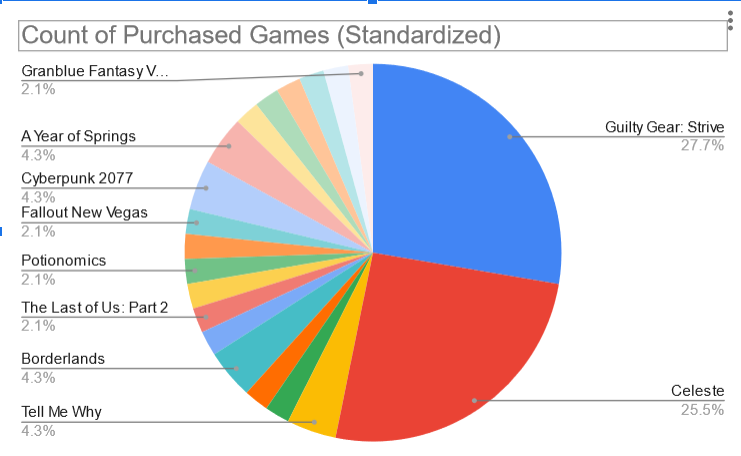 Count of Purchased Games (Standardized)
Granblue Fantasy V...
2.1%
A Year of Springs
4.3%
Cyberpunk 2077
4.3%
Fallout New Vegas
2.1%
Potionomics
2.1%
The Last of Us: Part 2
2.1%
Borderlands
4.3%
Tell Me Why
4.3%
Guilty Gear: Strive
27.7%
Celeste
25.5%